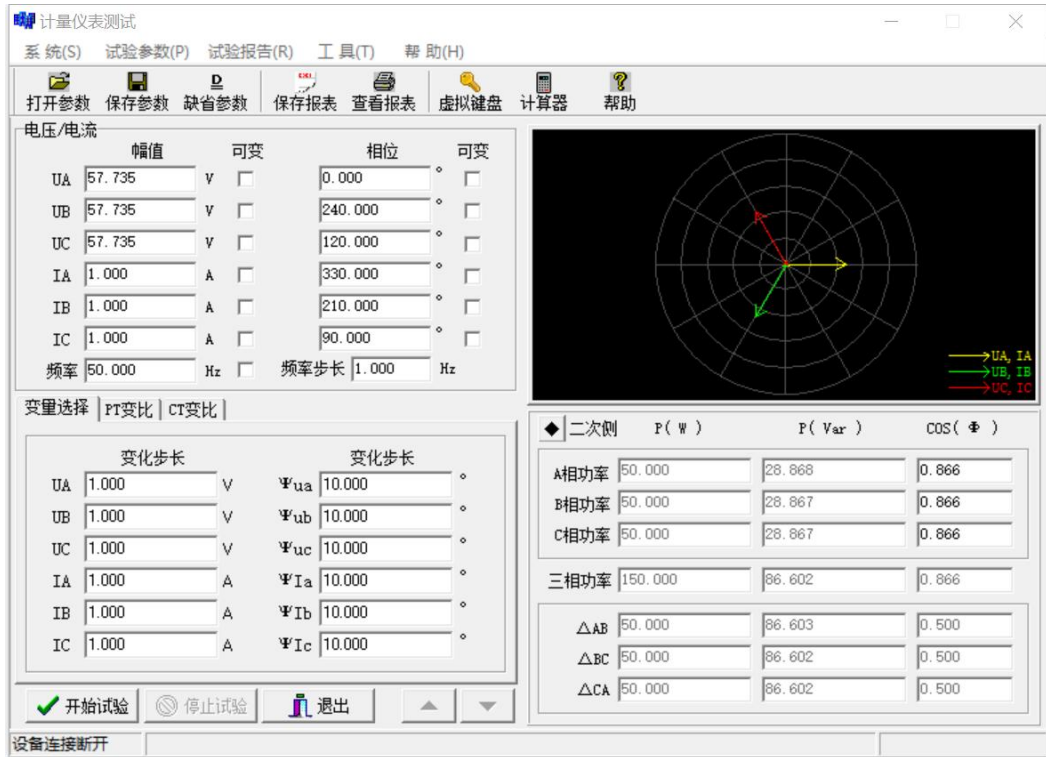 计量仪表测试
系 统(S) 试验参数(P) 试验报告(R) 工 具(T) 帮 助(H)
打开参数 保存参数 缺省参数 保存报表 查看报表 虚拟键盘 计算器 帮助
电压/电流
幅值 可变 相位 可变
UA 57.735 V 0.000 °
UB 57.735 V 240.000 °
UC 57.735 V 120.000 °
IA 1.000 A 330.000 °
IB 1.000 A 210.000 °
IC 1.000 A 90.000 °
频率 50.000 Hz 频率步长 1.000 Hz
UA, IA
UB, IB
UC, IC
变量选择 PT变比 CT变比
变化步长 变化步长
UA 1.000 V Ψua 10.000 °
UB 1.000 V Ψub 10.000 °
UC 1.000 V Ψuc 10.000 °
IA 1.000 A ΨIa 10.000 °
IB 1.000 A ΨIb 10.000 °
IC 1.000 A ΨIc 10.000 °
◆ 二次侧 P( W ) P( Var ) COS( Φ )
A相功率 50.000 28.868 0.866
B相功率 50.000 28.867 0.866
C相功率 50.000 28.867 0.866
三相功率 150.000 86.602 0.866
△AB 50.000 86.603 0.500
△BC 50.000 86.602 0.500
△CA 50.000 86.602 0.500
开始试验 停止试验 退出
设备连接断开